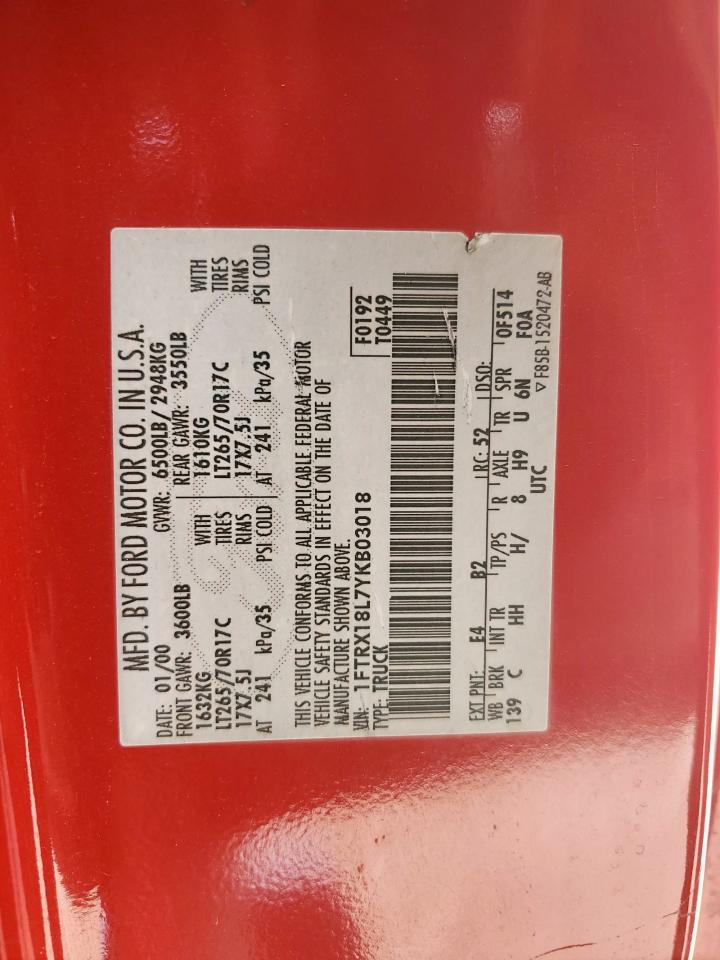 MFD. BY FORD MOTOR CO. IN U.S.A.
DATE: 01/00 GVWR: 6500LB/ 2948KG
FRONT GAWR: 3600LB REAR GAWR: 3550LB
1632KG WITH 1610KG WITH
LT265/70R17C TIRES LT265/70R17C TIRES
17X7.5J RIMS 17X7.5J RIMS
AT 241 kPa/35 PSI COLD AT 241 kPa/35 PSI COLD
THIS VEHICLE CONFORMS TO ALL APPLICABLE FEDERAL MOTOR
VEHICLE SAFETY STANDARDS IN EFFECT ON THE DATE OF
MANUFACTURE SHOWN ABOVE.
VIN: 1FTRX18L7YKB03018 F0192
TYPE: TRUCK T0449
EXT PNT: E4 B2 RC: 52 DSO:
WB BRK INT TR TP/PS R AXLE TR SPR 0F514
139 C HH H/ 8 H9 U 6N F0A
UTC ▽ F85B-1520472-AB